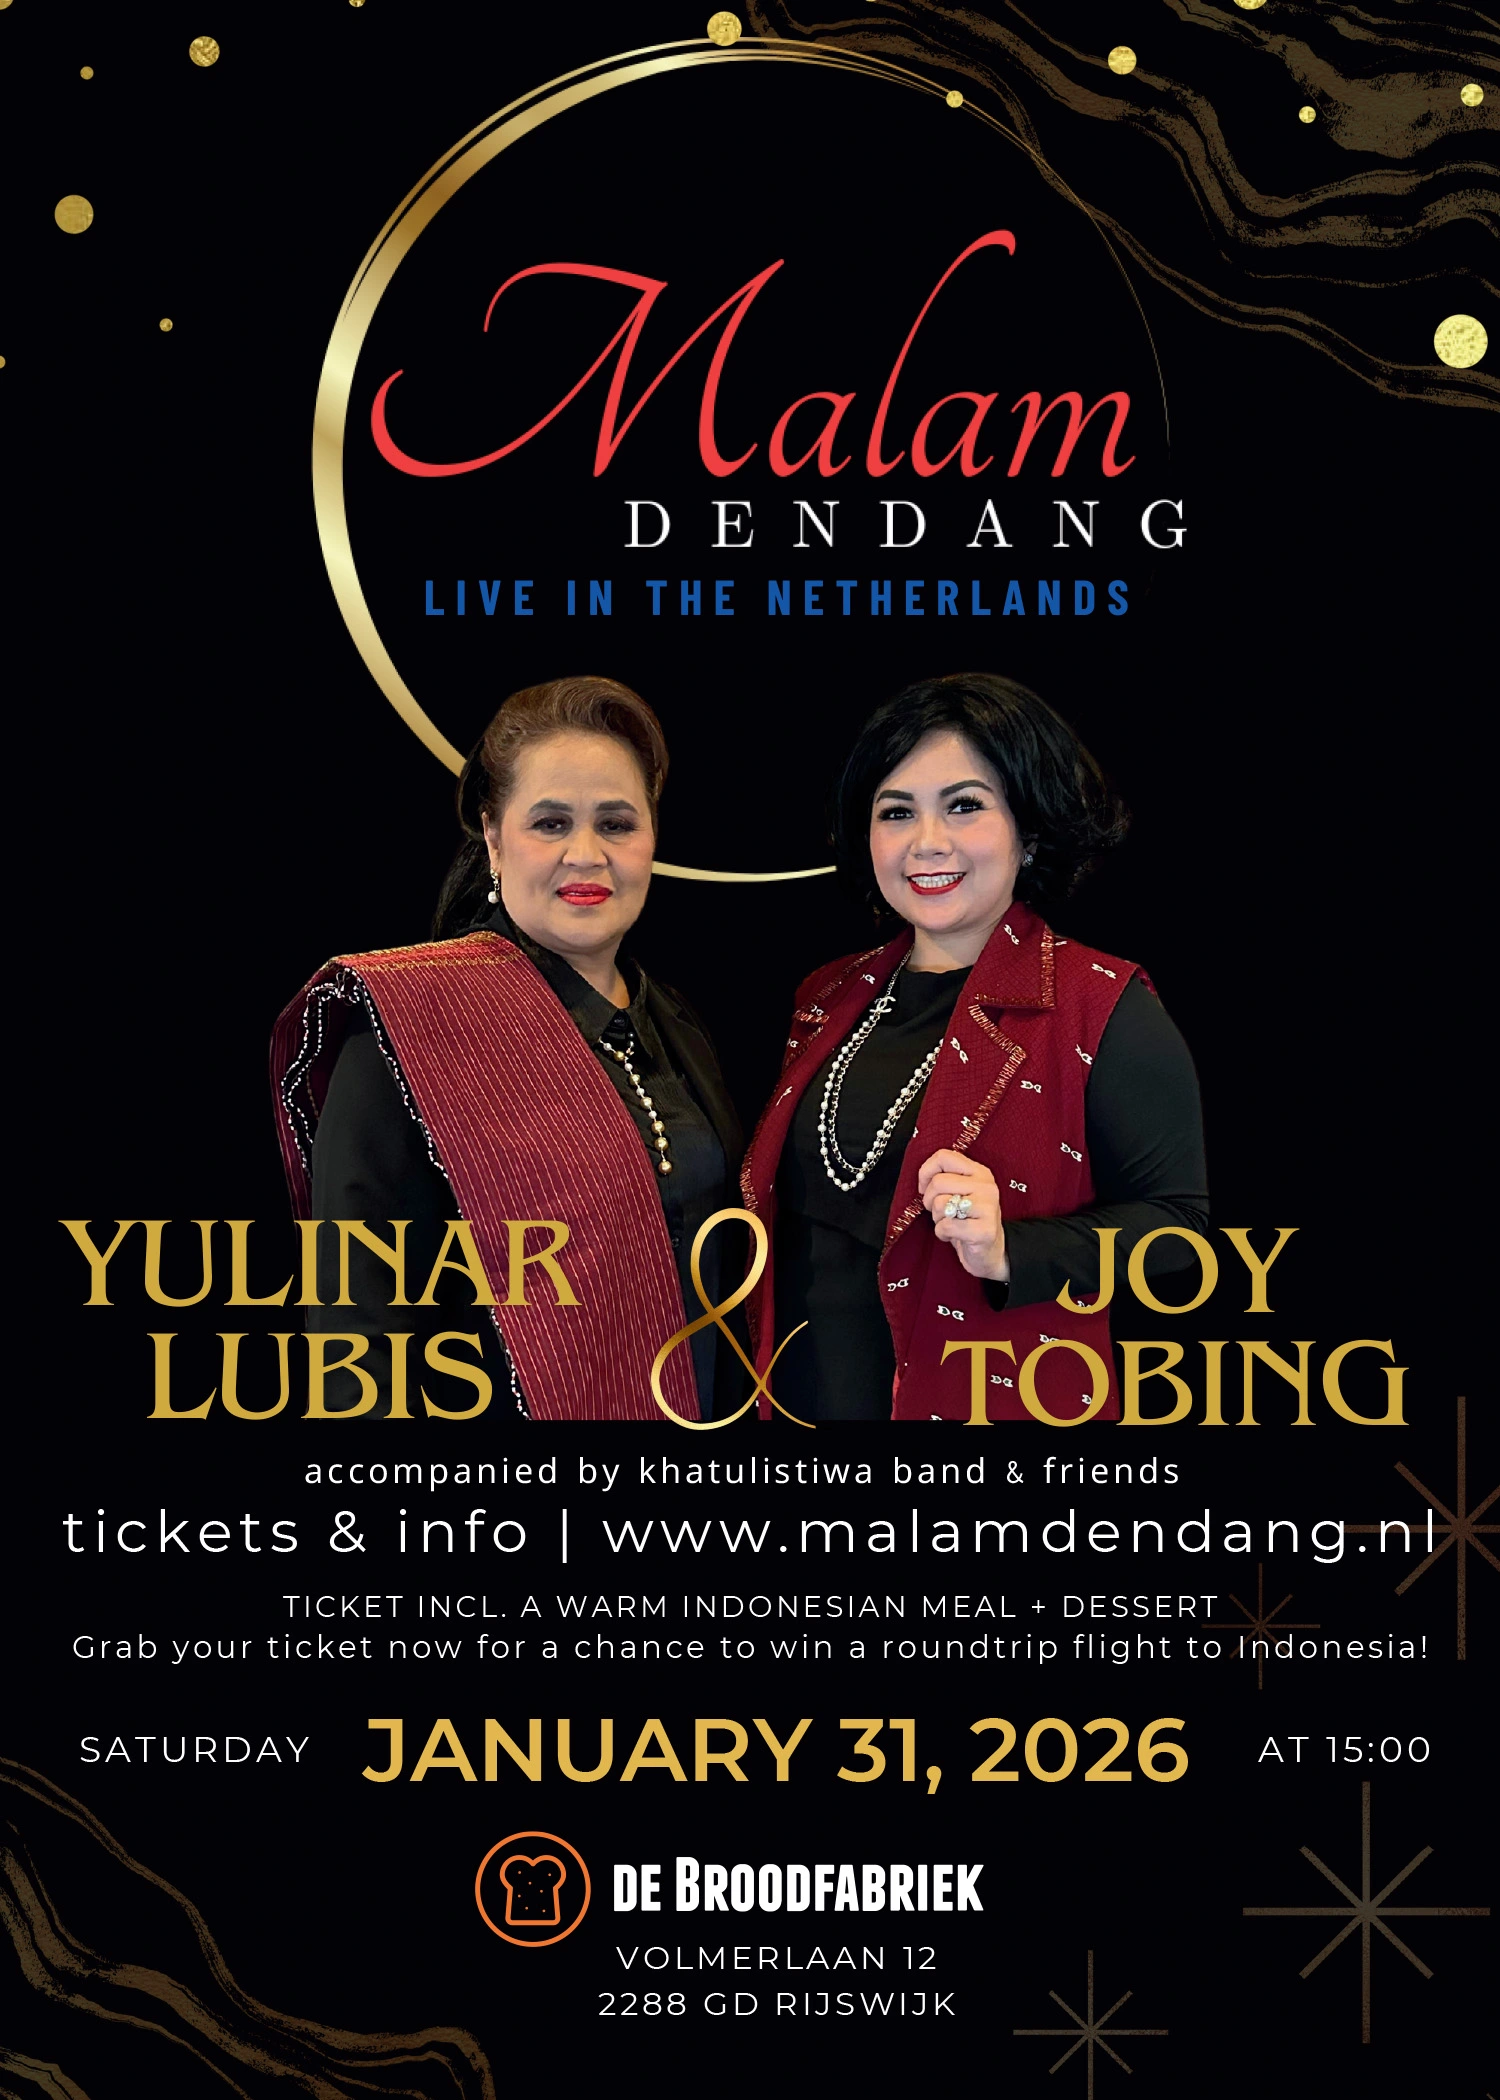 Malam
DENDANG
LIVE IN THE NETHERLANDS
YULINAR
LUBIS
&
JOY
TOBING
accompanied by khatulistiwa band & friends
tickets & info | www.malamdendang.nl
TICKET INCL. A WARM INDONESIAN MEAL + DESSERT
Grab your ticket now for a chance to win a roundtrip flight to Indonesia!
SATURDAY JANUARY 31, 2026 AT 15:00
DE BROODFABRIEK
VOLMERLAAN 12
2288 GD RIJSWIJK